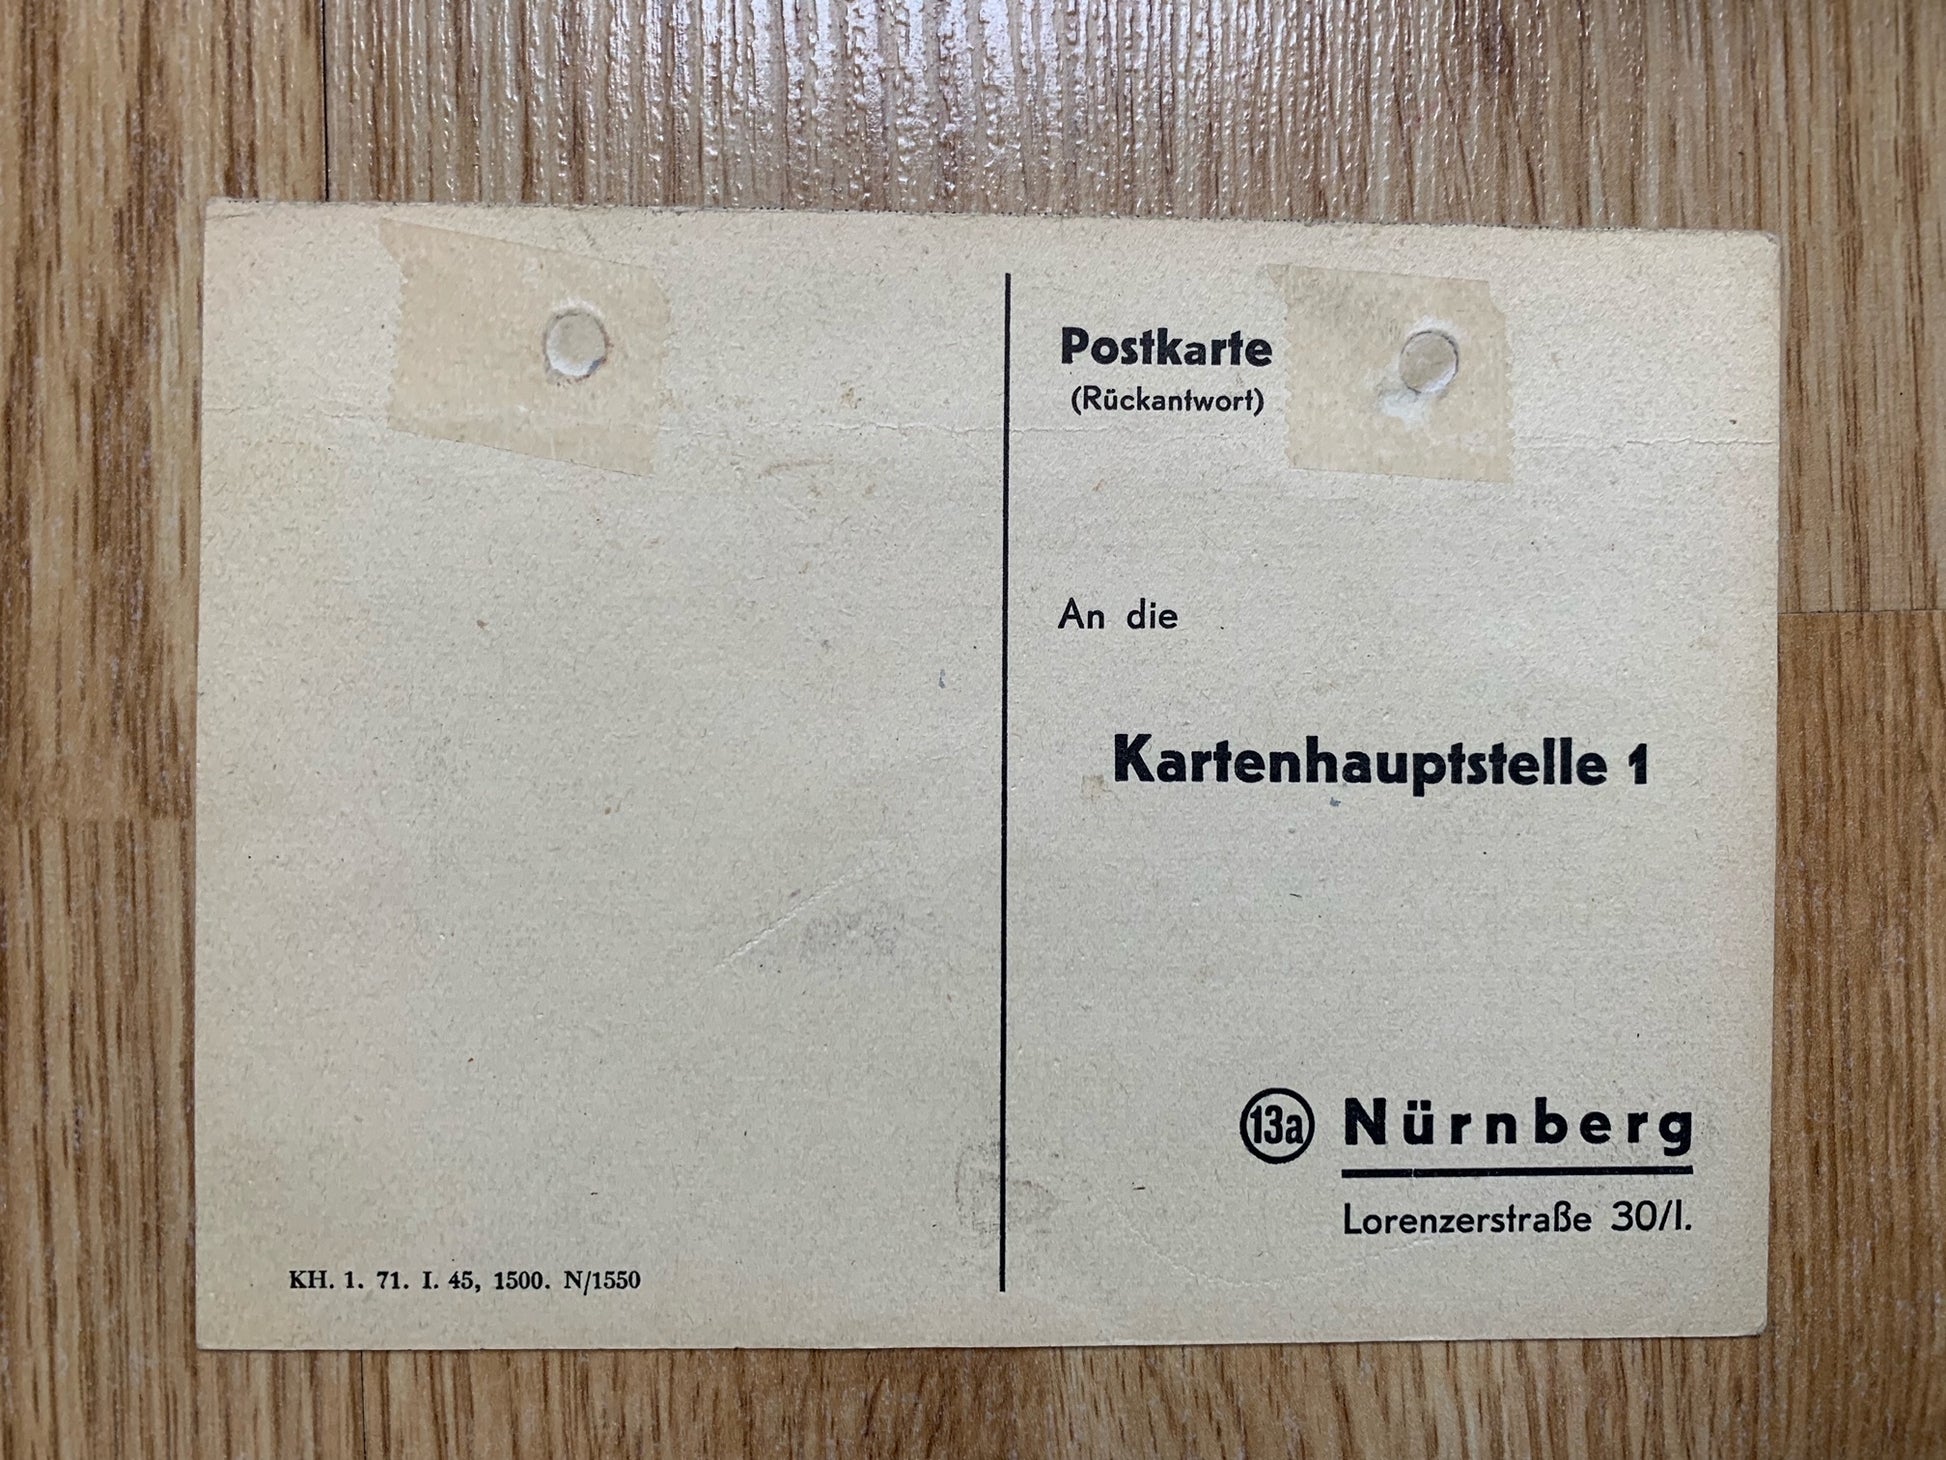 Postkarte
(Rückantwort)
An die
Kartenhauptstelle 1
13a Nürnberg
Lorenzerstraße 30/I.
KH. 1. 71. I. 45, 1500. N/1550